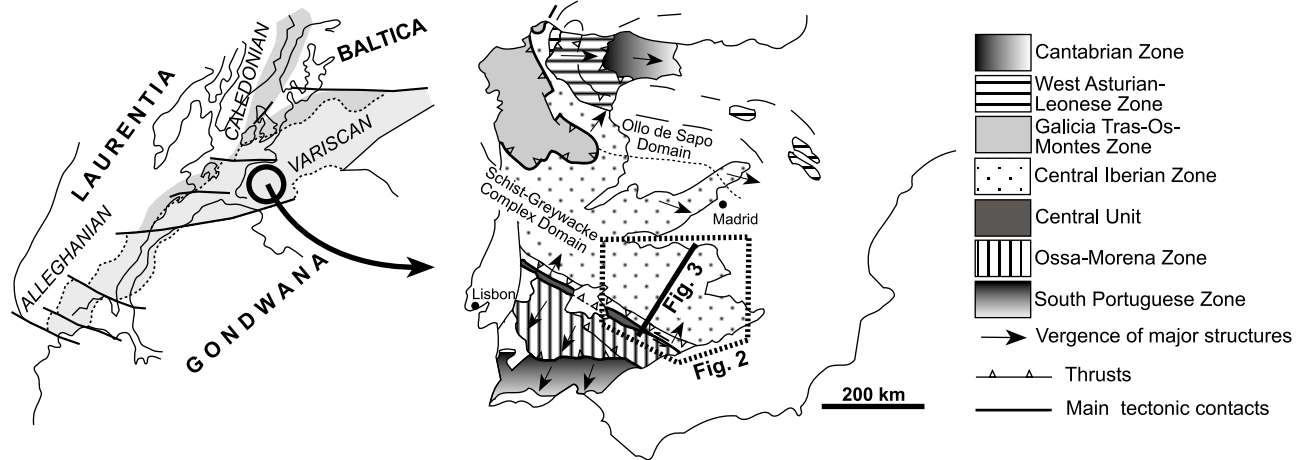 LAURENTIA
CALEDONIAN
BALTICA
VARISCAN
ALLEGHANIAN
GONDWANA
Ollo de Sapo
Domain
Schist-Greywacke
Complex Domain
Madrid
Lisbon
Fig. 3
Fig. 2
200 km
Cantabrian Zone
West Asturian-
Leonese Zone
Galicia Tras-Os-
Montes Zone
Central Iberian Zone
Central Unit
Ossa-Morena Zone
South Portuguese Zone
Vergence of major structures
Thrusts
Main tectonic contacts